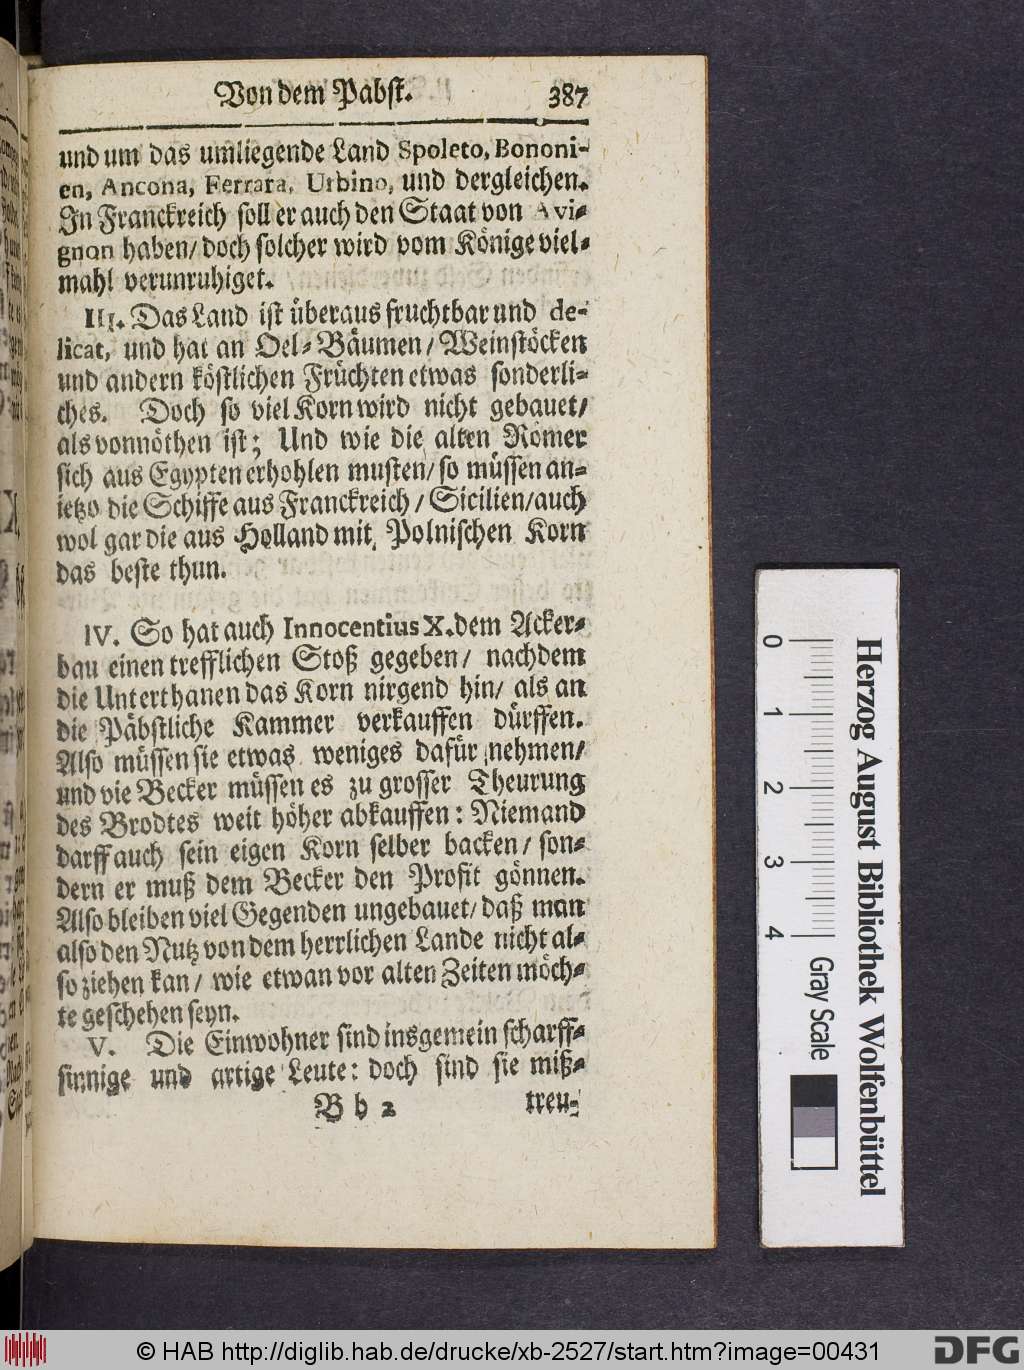 Von dem Pabst. 387
und um das umliegende Land Spoleto, Bononi-
en, Ancona, Ferrara, Urbino, und dergleichen.
In Franckreich soll er auch den Staat von Avi-
gnon haben/ doch solcher wird vom Könige viel-
mahl verunruhiget.
III. Das Land ist überaus fruchtbar und de-
licat, und hat an Oel-Bäumen/ Weinstöcken
und andern köstlichen Früchten etwas sonderli-
ches. Doch so viel Korn wird nicht gebauet/
als vonnöthen ist; Und wie die alten Römer
sich aus Egypten erhohlen musten/ so müssen an-
ietzo die Schiffe aus Franckreich/ Sicilien/ auch
wol gar die aus Holland mit Polnischen Korn
das beste thun.
IV. So hat auch Innocentius X. dem Acker-
bau einen trefflichen Stoß gegeben/ nachdem
die Unterthanen das Korn nirgend hin/ als an
die Päbstliche Kammer verkauffen dürffen.
Also müssen sie etwas weniges dafür nehmen/
und vie Becker müssen es zu grosser Theurung
des Brodtes weit höher abkauffen: Niemand
darff auch sein eigen Korn selber backen/ son-
dern er muß dem Becker den Profit gönnen.
Also bleiben viel Gegenden ungebauet/ daß man
also den Nutz von dem herrlichen Lande nicht al-
so ziehen kan/ wie etwan vor alten Zeiten möch-
te geschehen seyn.
V. Die Einwohner sind insgemein scharff-
sinnige und artige Leute: doch sind sie miß-
B b 2 treu-
0 1 2 3 4 Gray Scale
Herzog August Bibliothek Wolfenbüttel
© HAB http://diglib.hab.de/drucke/xb-2527/start.htm?image=00431
DFG